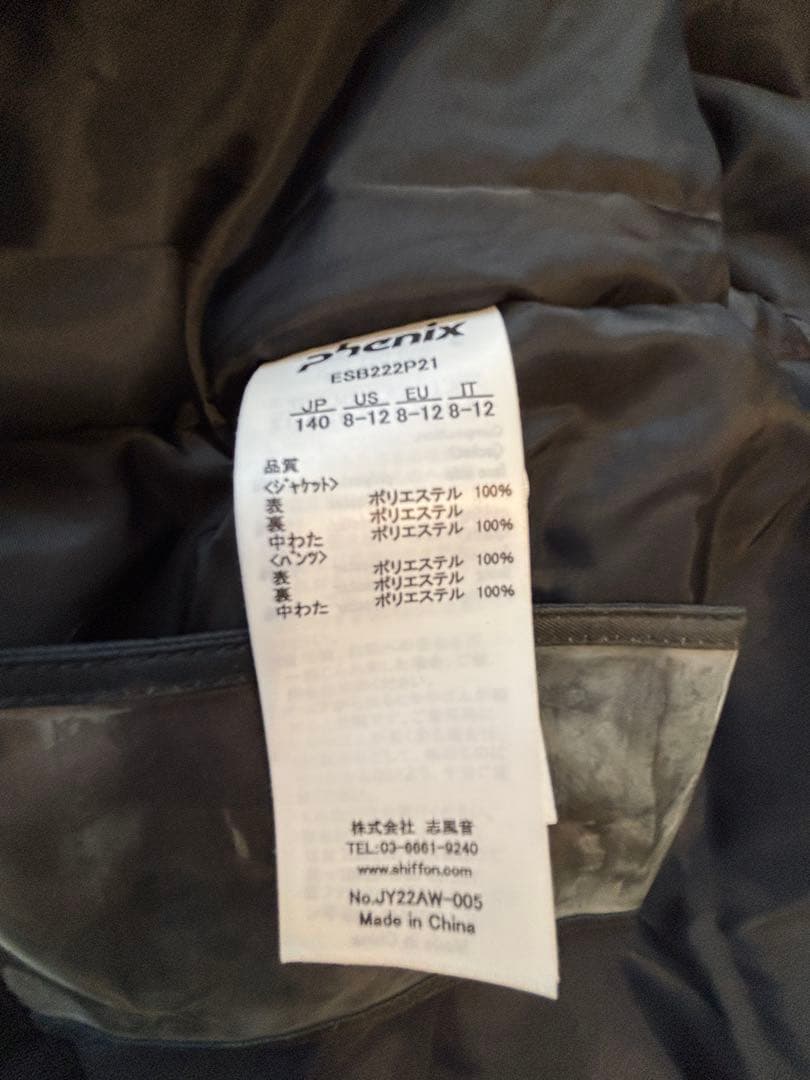 phenix
ESB222P21
JP US EU IT
140 8-12 8-12 8-12
品質
<ｼﾞｬｹｯﾄ>
表 ポリエステル 100%
裏 ポリエステル
中わた ポリエステル 100%
<ﾊﾟﾝﾂ>
表 ポリエステル 100%
裏 ポリエステル
中わた ポリエステル 100%
株式会社 志風音
TEL:03-6661-9240
www.shiffon.com
No.JY22AW-005
Made in China